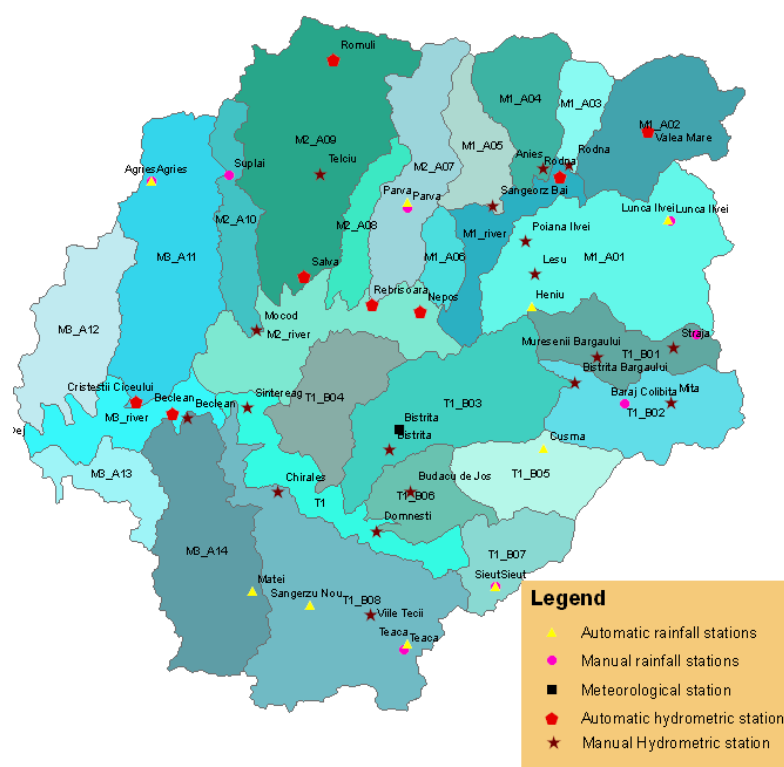 Romuli
M1_A04
M1_A03
M1_A02
Valea Mare
M2_A09
M1_A05
M2_A07
Anies
Rodna
Rodna
Suplai
Telciu
AgriesAgries
Parva
Parva
Sangeorz Bai
Lunca Ilvei
Lunca Ilvei
M2_A10
M2_A08
M1_river
Poiana Ilvei
M3_A11
M1_A06
M1_A01
Salva
Lesu
Rebrisoara
Nepos
Heniu
M3_A12
Mocod
M2_river
Straja
Muresenii Bargaului
T1_B01
Bistrita Bargaului
Cristestii Ciceului
Beclean
Beclean
Sintereag
T1_B04
T1_B03
Baraj Colibita
Mita
T1_B02
M3_river
Dej
Bistrita
Bistrita
Cusma
M3_A13
Chirales
Budacu de Jos
T1_B05
T1
T1_B06
Domnesti
M3_A14
T1_B07
Matei
Sangerzu Nou
T1_B08
SieutSieut
Viile Tecii
Teaca
Teaca
Legend
Automatic rainfall stations
Manual rainfall stations
Meteorological station
Automatic hydrometric station
Manual Hydrometric station